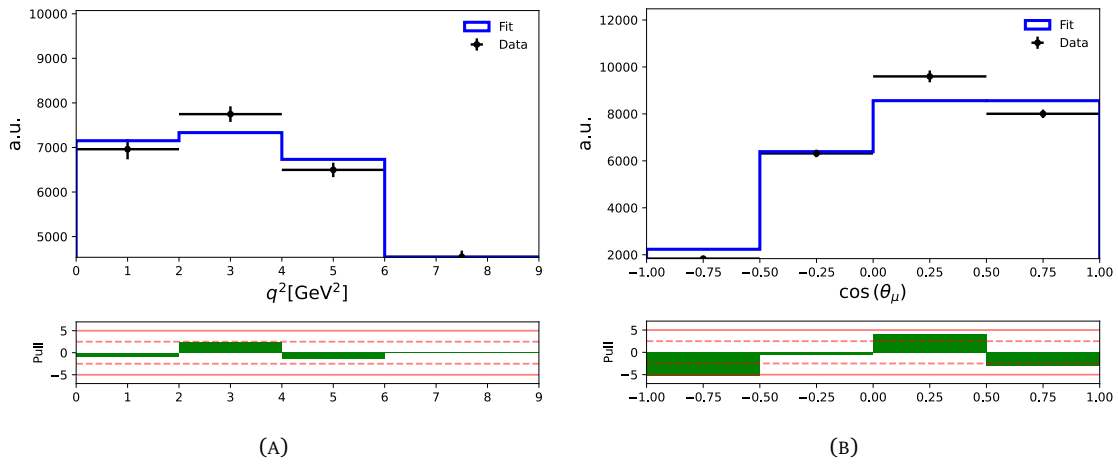 10000
9000
8000
7000
6000
5000
a.u.
Fit
Data
0 1 2 3 4 5 6 7 8 9
q²[GeV²]
5
0
−5
Pull
0 1 2 3 4 5 6 7 8 9
(A)
12000
10000
8000
6000
4000
2000
a.u.
Fit
Data
−1.00 −0.75 −0.50 −0.25 0.00 0.25 0.50 0.75 1.00
cos (θμ)
5
0
−5
Pull
−1.00 −0.75 −0.50 −0.25 0.00 0.25 0.50 0.75 1.00
(B)